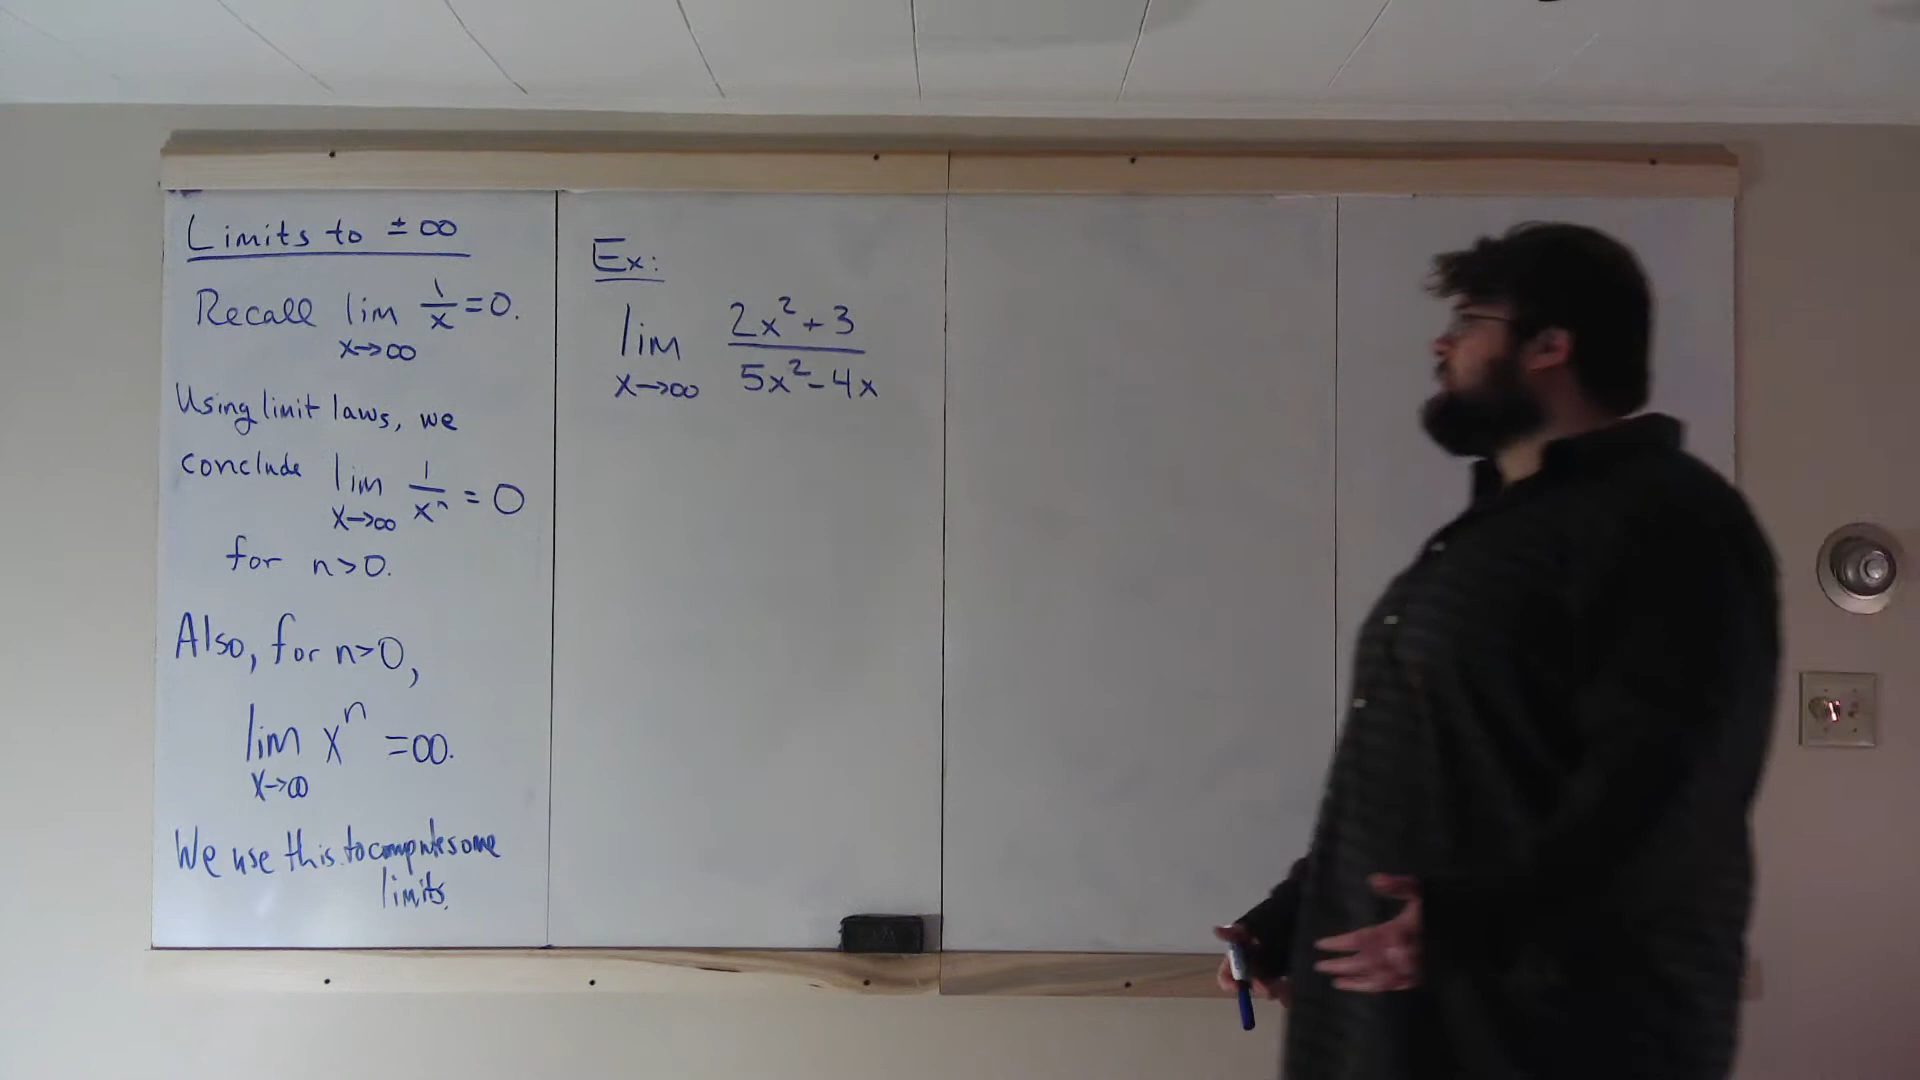 Limits to ± ∞
Recall lim x→∞ 1/x = 0.
Using limit laws, we
conclude lim x→∞ 1/xⁿ = 0
for n>0.
Also, for n>0,
lim x→∞ xⁿ = ∞.
We use this to compute some
limits.
Ex:
lim x→∞ (2x²+3)/(5x²-4x)